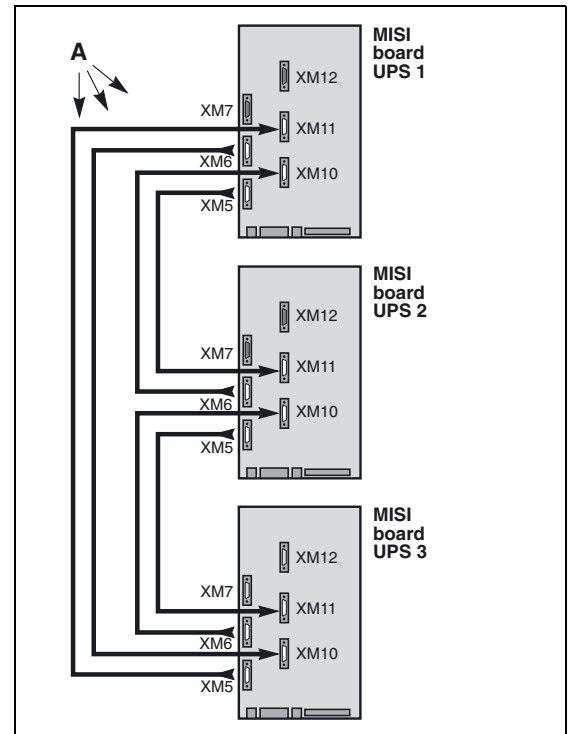 A
MISI
board
UPS 1
XM12
XM7
XM11
XM6
XM10
XM5
MISI
board
UPS 2
XM12
XM7
XM11
XM6
XM10
XM5
MISI
board
UPS 3
XM12
XM7
XM11
XM6
XM10
XM5